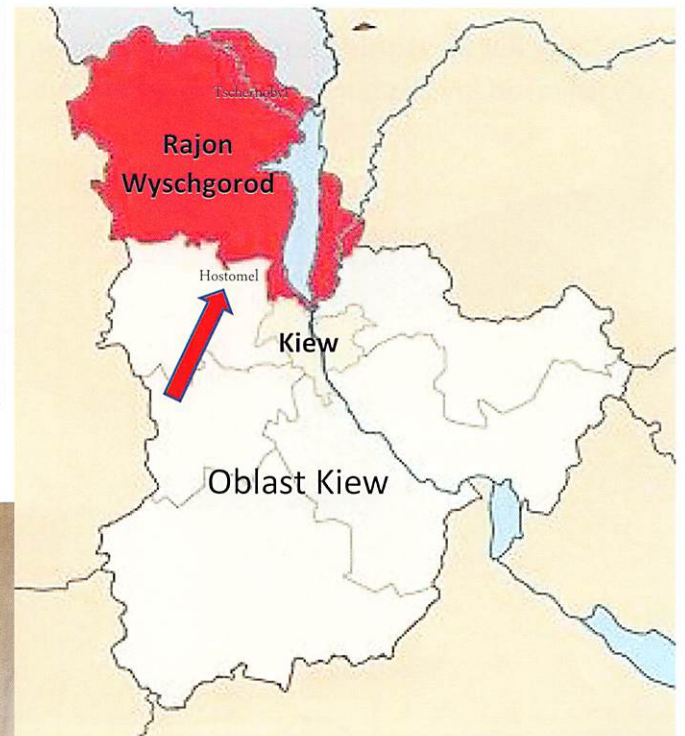 Tschernobyl
Rajon
Wyschgorod
Hostomel
Kiew
Oblast Kiew